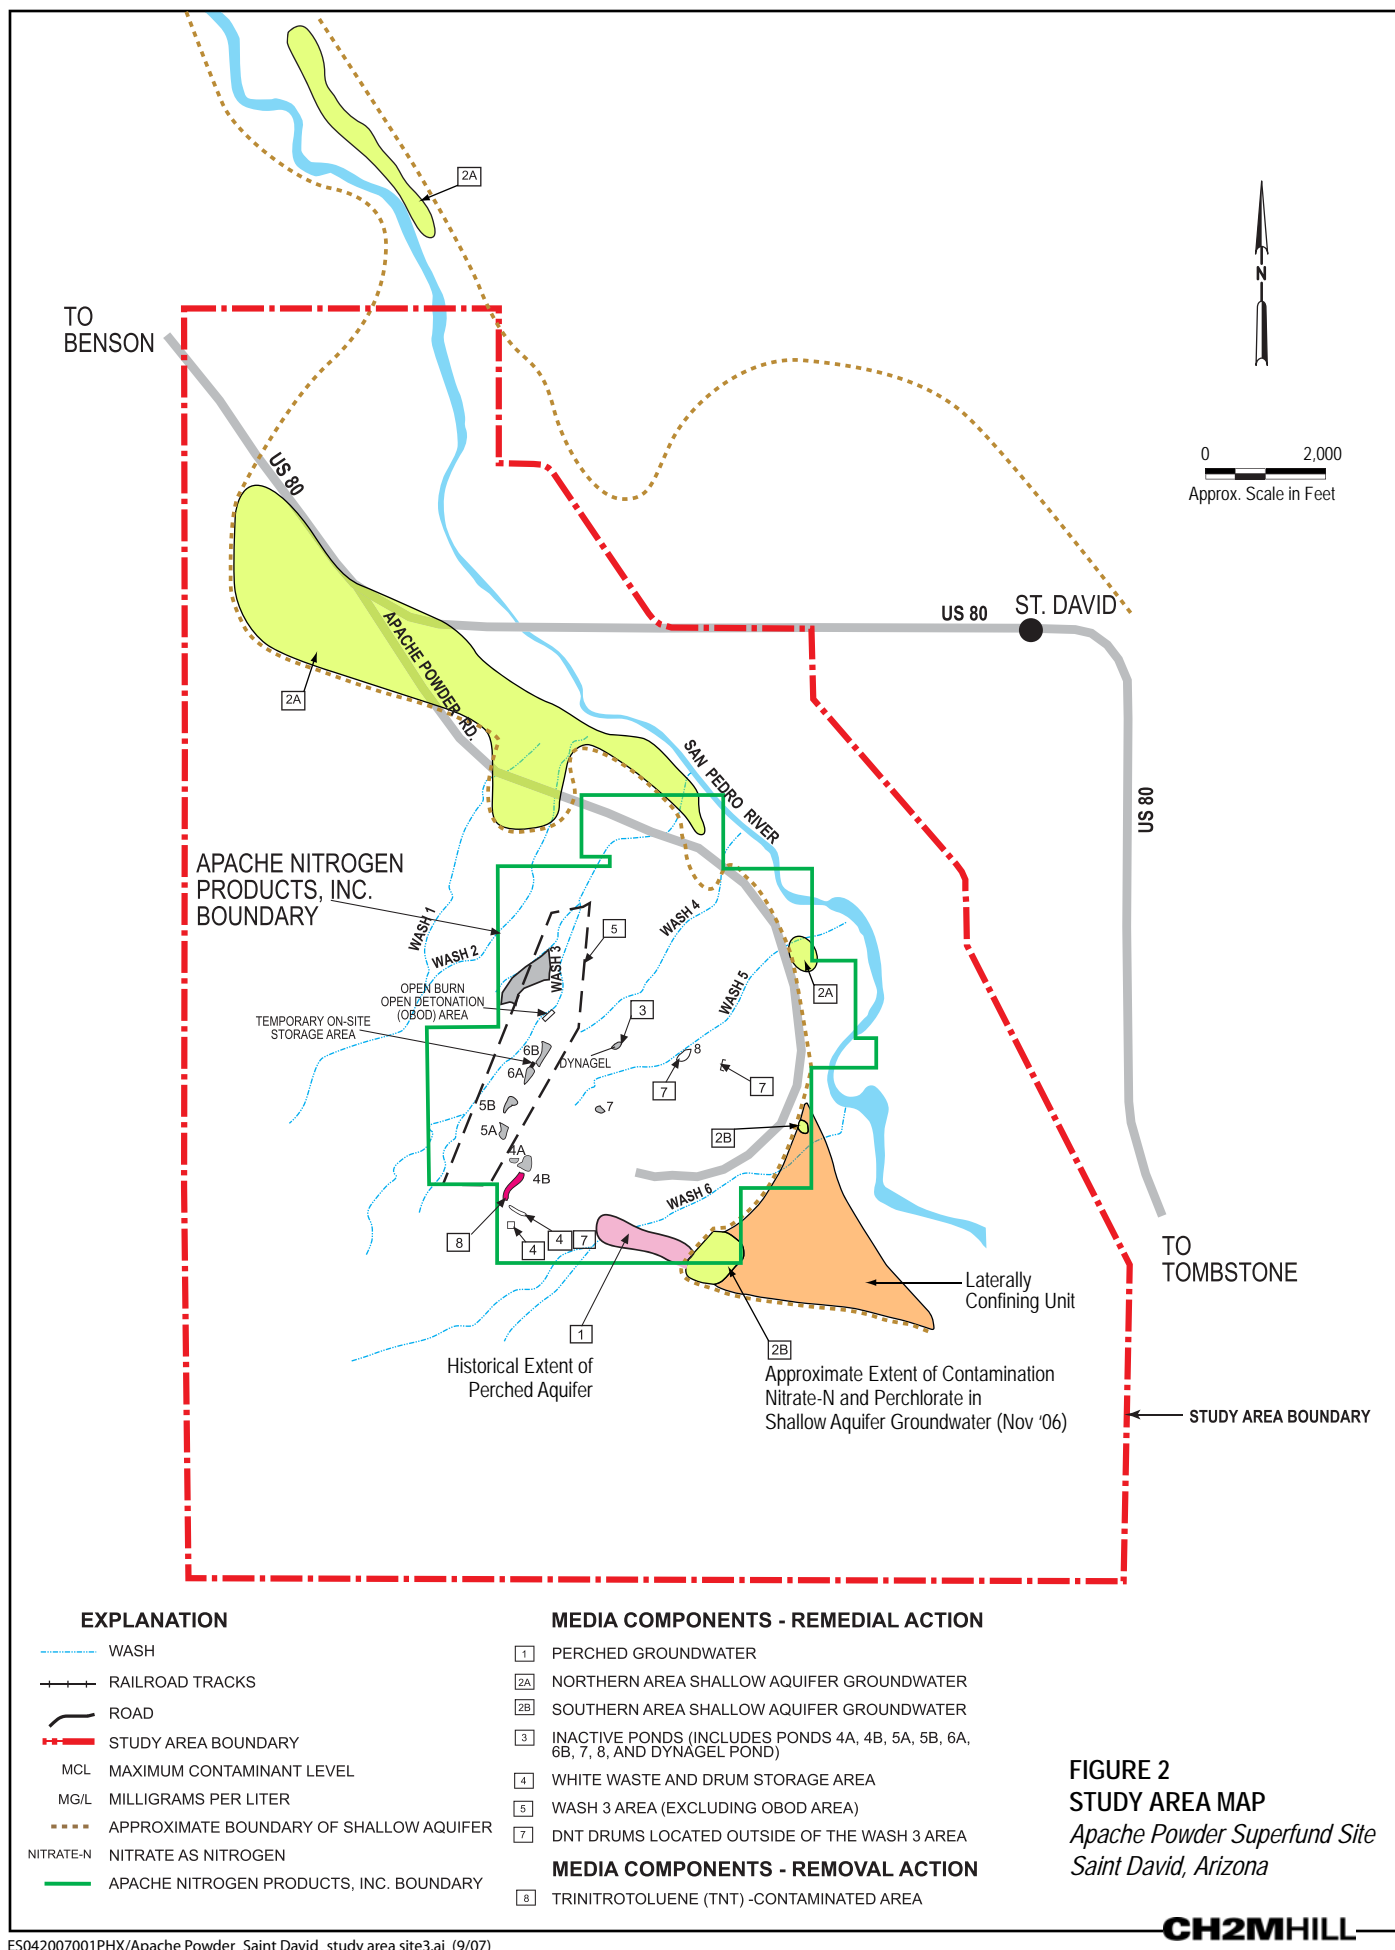 2A
N
TO
BENSON
0 2,000
Approx. Scale in Feet
US 80
US 80
ST. DAVID
APACHE POWDER RD.
2A
SAN PEDRO RIVER
US 80
APACHE NITROGEN
PRODUCTS, INC.
BOUNDARY
WASH 1
WASH 2
WASH 3
WASH 4
WASH 5
5
2A
OPEN BURN
OPEN DETONATION
(OBOD) AREA
TEMPORARY ON-SITE
STORAGE AREA
3
6B
DYNAGEL
8
6A
7
7
5B
7
5A
2B
4A
4B
WASH 6
8
4
4
7
TO
TOMBSTONE
Laterally
Confining Unit
1
2B
Historical Extent of
Perched Aquifer
Approximate Extent of Contamination
Nitrate-N and Perchlorate in
Shallow Aquifer Groundwater (Nov ‘06)
STUDY AREA BOUNDARY
EXPLANATION
WASH
RAILROAD TRACKS
ROAD
STUDY AREA BOUNDARY
MCL MAXIMUM CONTAMINANT LEVEL
MG/L MILLIGRAMS PER LITER
APPROXIMATE BOUNDARY OF SHALLOW AQUIFER
NITRATE-N NITRATE AS NITROGEN
APACHE NITROGEN PRODUCTS, INC. BOUNDARY
MEDIA COMPONENTS - REMEDIAL ACTION
1 PERCHED GROUNDWATER
2A NORTHERN AREA SHALLOW AQUIFER GROUNDWATER
2B SOUTHERN AREA SHALLOW AQUIFER GROUNDWATER
3 INACTIVE PONDS (INCLUDES PONDS 4A, 4B, 5A, 5B, 6A,
6B, 7, 8, AND DYNAGEL POND)
4 WHITE WASTE AND DRUM STORAGE AREA
5 WASH 3 AREA (EXCLUDING OBOD AREA)
7 DNT DRUMS LOCATED OUTSIDE OF THE WASH 3 AREA
MEDIA COMPONENTS - REMOVAL ACTION
8 TRINITROTOLUENE (TNT) -CONTAMINATED AREA
FIGURE 2
STUDY AREA MAP
Apache Powder Superfund Site
Saint David, Arizona
CH2MHILL
ES042007001PHX/Apache Powder_Saint David_study area site3.ai (9/07)